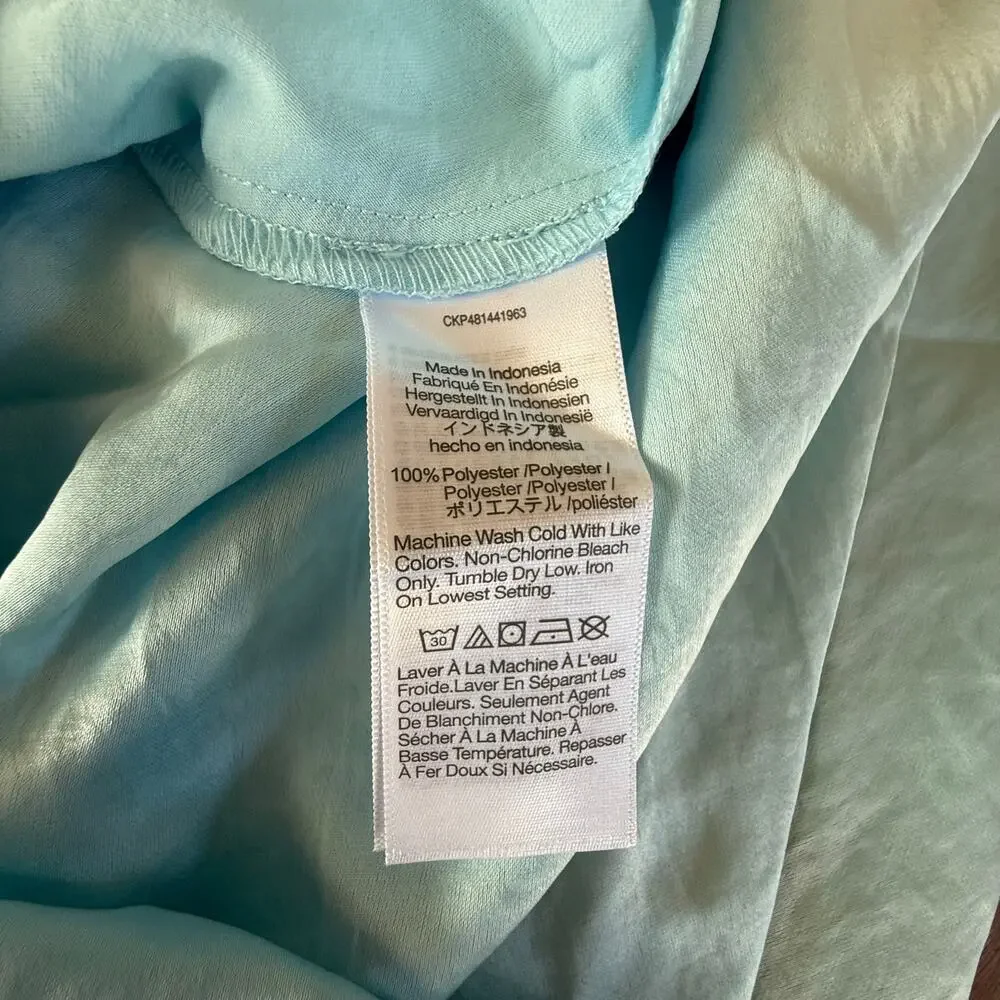 CKP481441963
Made In Indonesia
Fabriqué En Indonésie
Hergestellt In Indonesien
Vervaardigd In Indonesië
インドネシア製
hecho en indonesia
100% Polyester /Polyester /
Polyester /Polyester /
ポリエステル /poliéster
Machine Wash Cold With Like
Colors. Non-Chlorine Bleach
Only. Tumble Dry Low. Iron
On Lowest Setting.
30
Laver À La Machine À L'eau
Froide.Laver En Séparant Les
Couleurs. Seulement Agent
De Blanchiment Non-Chlore.
Sécher À La Machine À
Basse Température. Repasser
À Fer Doux Si Nécessaire.